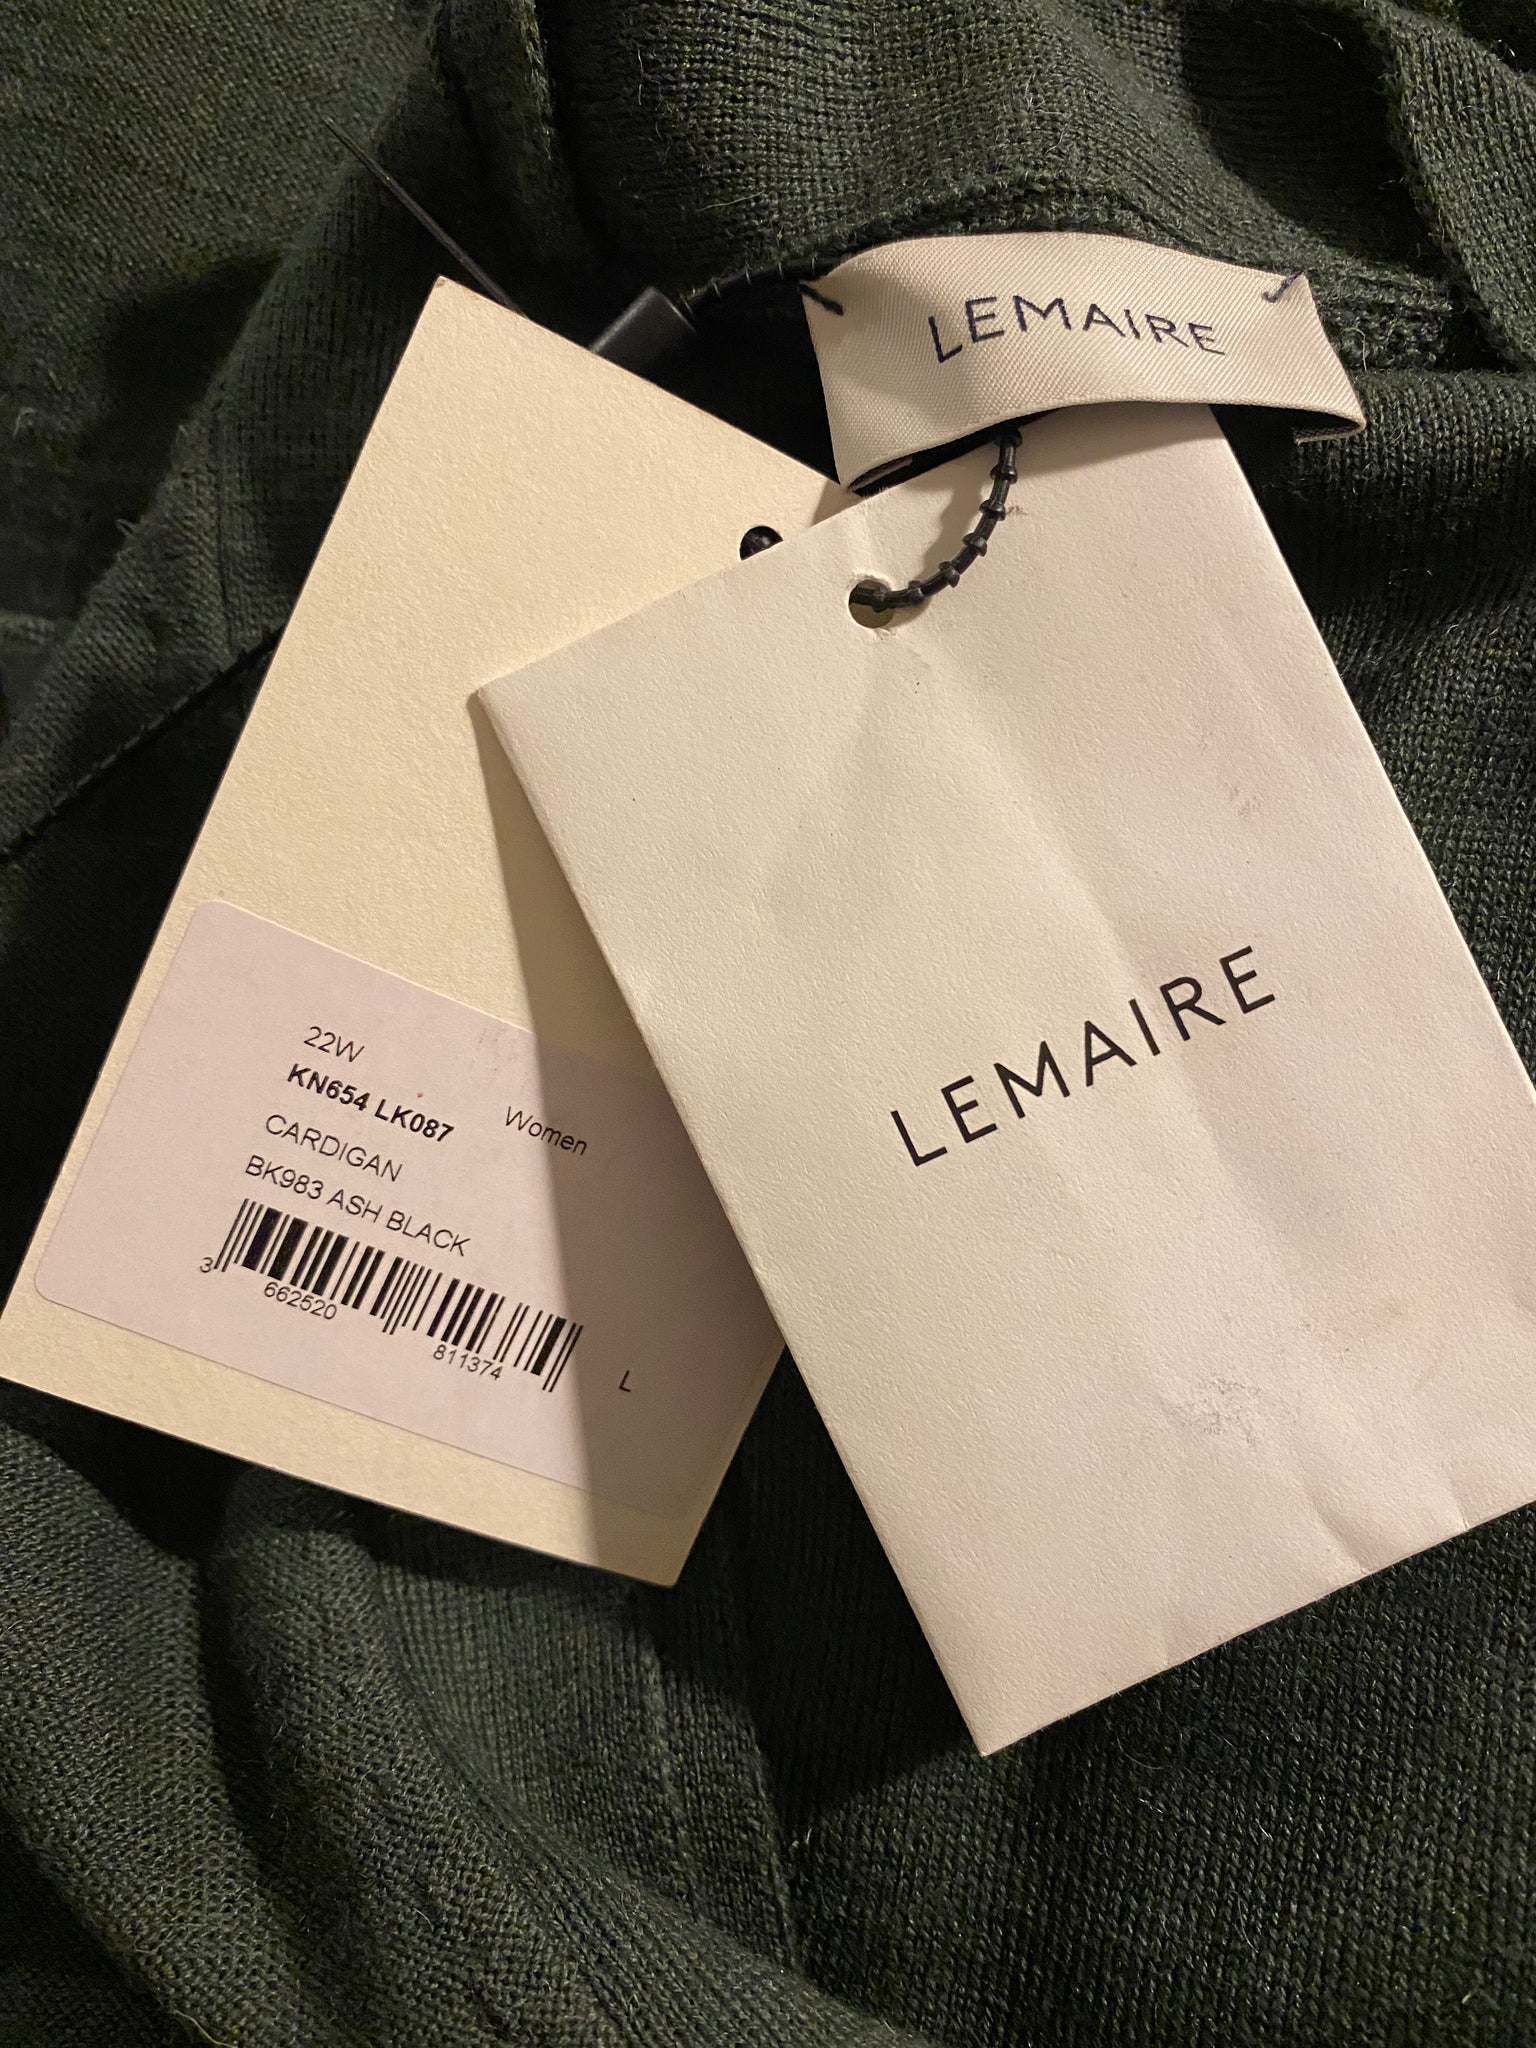 LEMAIRE
LEMAIRE
22W
KN654 LK087 Women
CARDIGAN
BK983 ASH BLACK
3 662520 811374
L